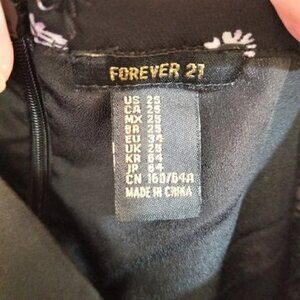 FOREVER 21
US 25
CA 25
MX 25
BR 25
EU 34
UK 25
KR 64
JP 64
CN 160/64A
MADE IN CHINA